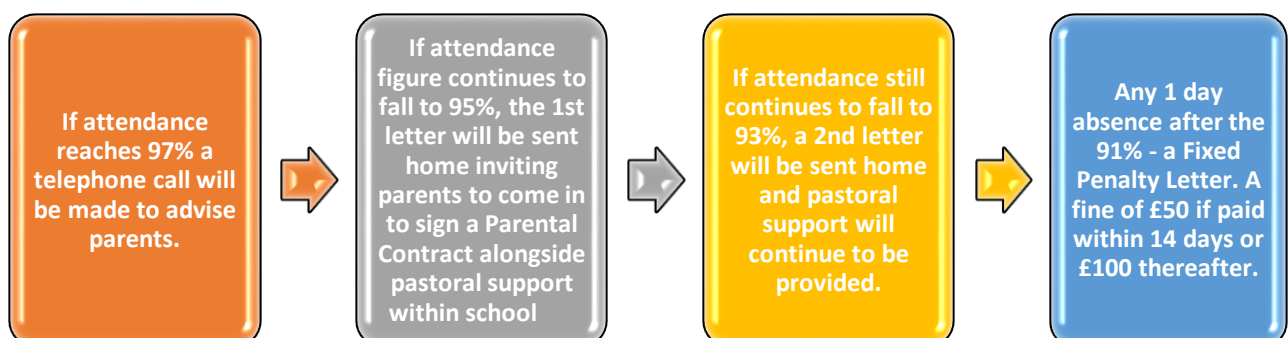 If attendance
reaches 97% a
telephone call will
be made to advise
parents.
If attendance
figure continues to
fall to 95%, the 1st
letter will be sent
home inviting
parents to come in
to sign a Parental
Contract alongside
pastoral support
within school
If attendance still
continues to fall to
93%, a 2nd letter
will be sent home
and pastoral
support will
continue to be
provided.
Any 1 day
absence after the
91% - a Fixed
Penalty Letter. A
fine of £50 if paid
within 14 days or
£100 thereafter.